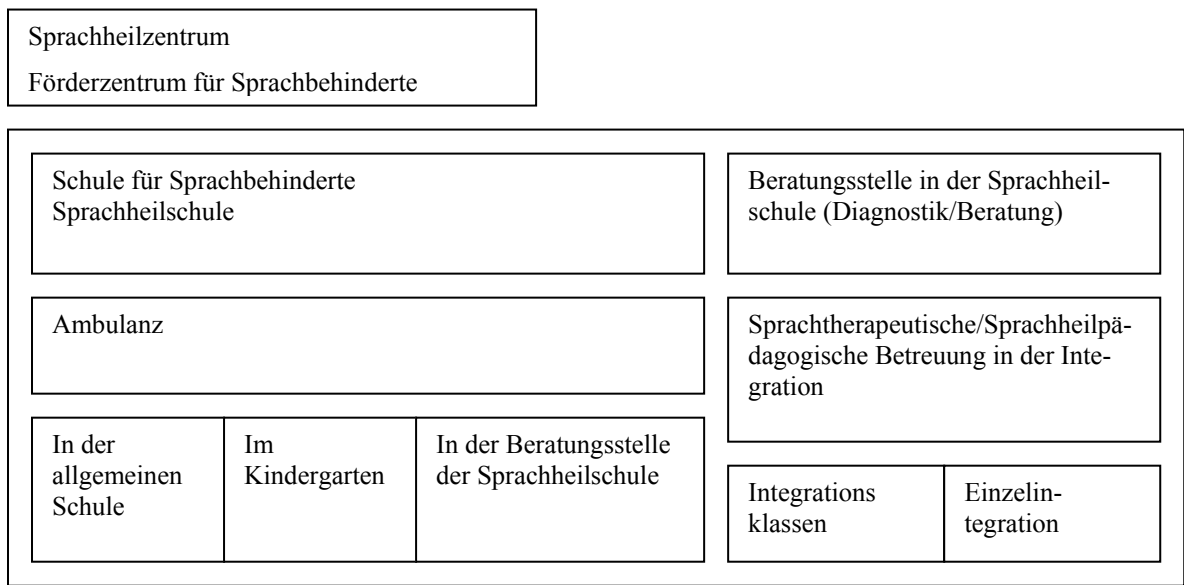 Sprachheilzentrum
Förderzentrum für Sprachbehinderte
Schule für Sprachbehinderte
Sprachheilschule
Beratungsstelle in der Sprachheil-
schule (Diagnostik/Beratung)
Ambulanz
Sprachtherapeutische/Sprachheilpä-
dagogische Betreuung in der Inte-
gration
In der
allgemeinen
Schule
Im
Kindergarten
In der Beratungsstelle
der Sprachheilschule
Integrations
klassen
Einzelin-
tegration